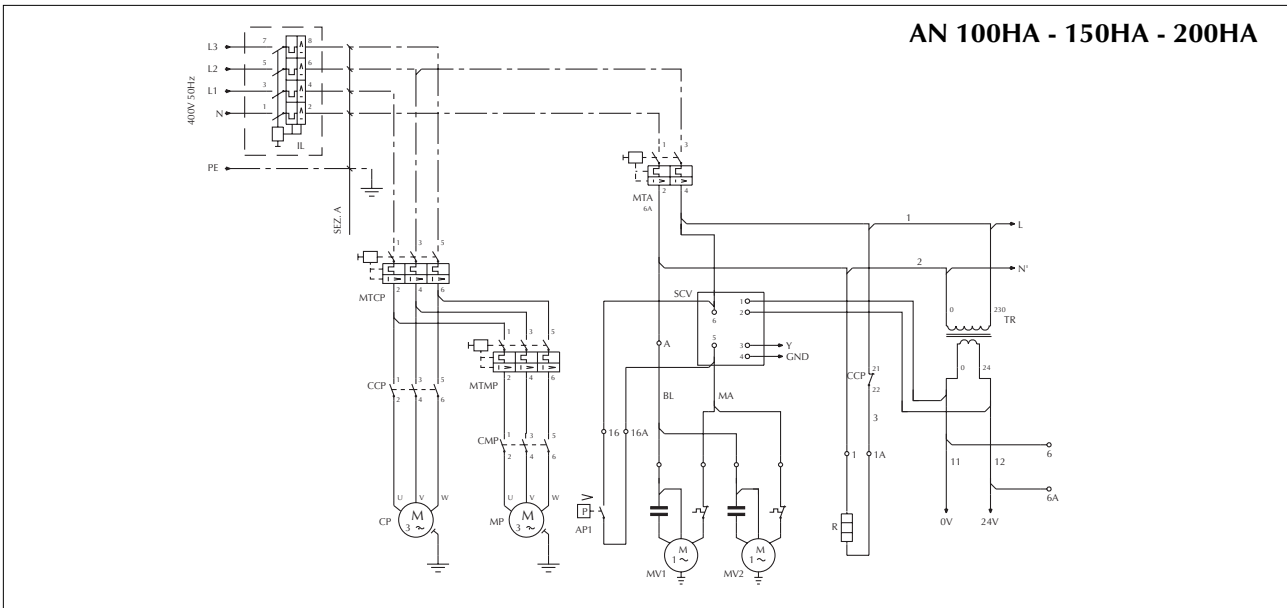 AN 100HA - 150HA - 200HA
400V 50Hz
L3 7 8
L2 5 6
L1 3 4
N 1 2
IL
PE
SEZ. A
1 3
MTA 2 4
6A
1 L
2 N'
1 3 5
MTCP 2 4 6
SCV 6 1
2
5 3 Y
4 GND
0 230
TR
0 24
1 3 5
MTMP 2 4 6
A
CCP 1 3 5
2 4 6
CCP 21
22
BL MA
3
16 16A
CMP 1 3 5
2 4 6
1 1A
11 12
6
6A
U V W
CP M
3 ~
U V W
MP M
3 ~
P
AP1
R
0V 24V
MV1 M
1 ~
MV2 M
1 ~